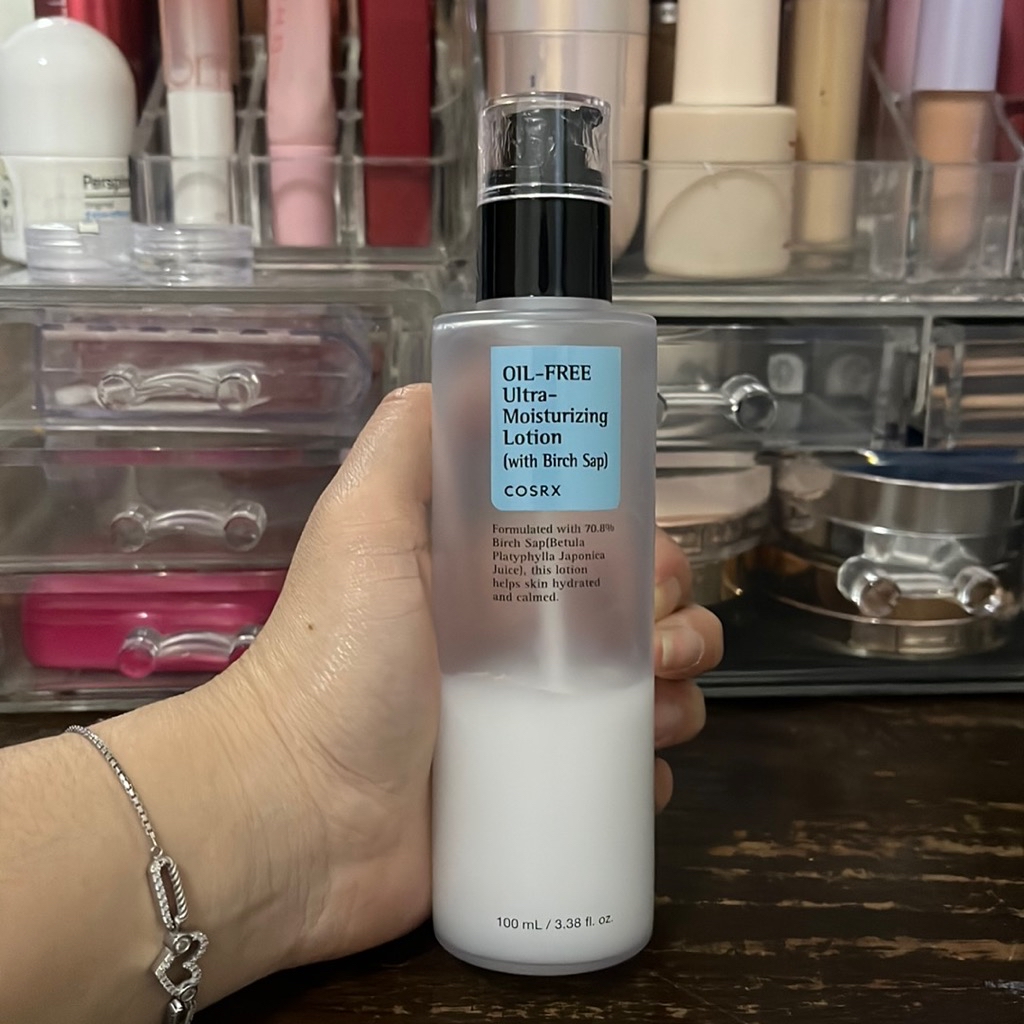 OIL-FREE
Ultra-
Moisturizing
Lotion
(with Birch Sap)
COSRX
Formulated with 70.8%
Birch Sap(Betula
Platyphylla Japonica
Juice), this lotion
helps skin hydrated
and calmed.
100 mL / 3.38 fl. oz.